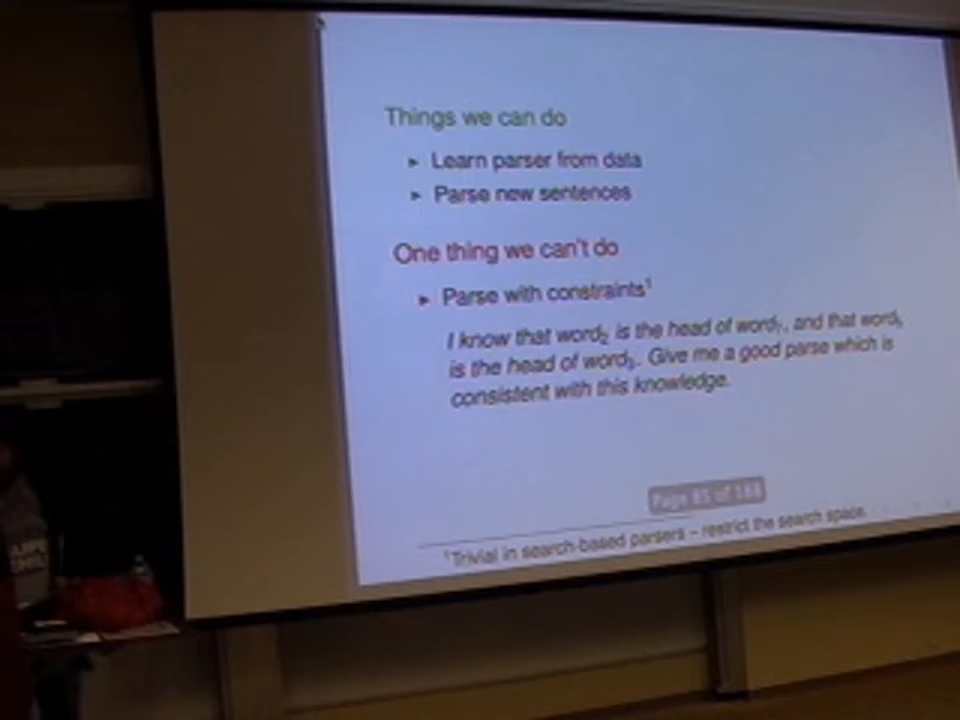 Things we can do
▸ Learn parser from data
▸ Parse new sentences
One thing we can't do
▸ Parse with constraints¹
I know that word₂ is the head of word₇, and that word₅
is the head of word₃. Give me a good parse which is
consistent with this knowledge.
Page 85 of 168
¹Trivial in search-based parsers – restrict the search space.